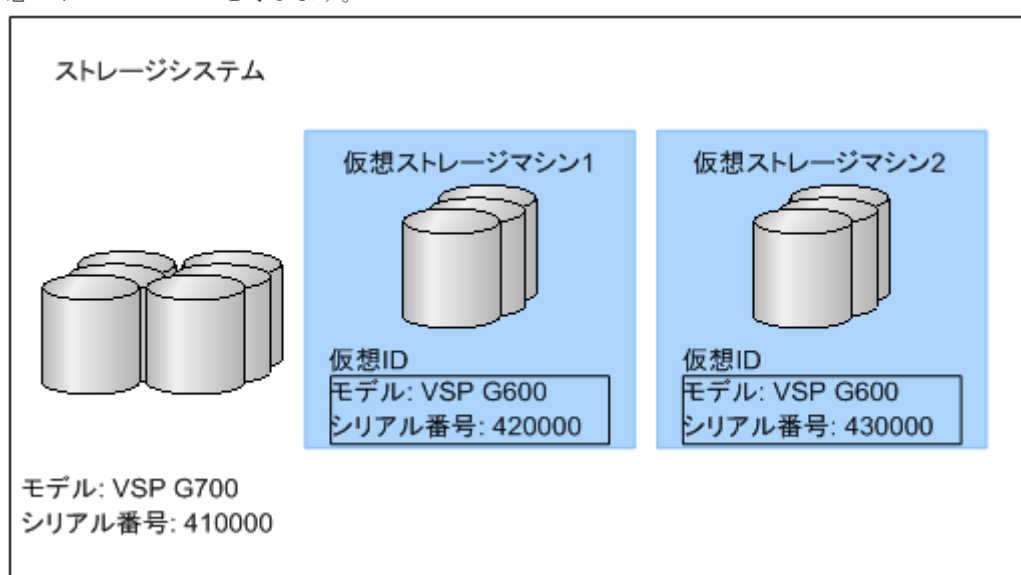 ストレージシステム
仮想ストレージマシン1
仮想ストレージマシン2
仮想ID
モデル: VSP G600
シリアル番号: 420000
仮想ID
モデル: VSP G600
シリアル番号: 430000
モデル: VSP G700
シリアル番号: 410000